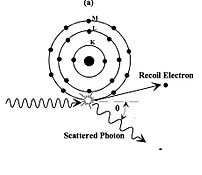 (a)
M
L
K
Recoil Electron
θ
Scattered Photon